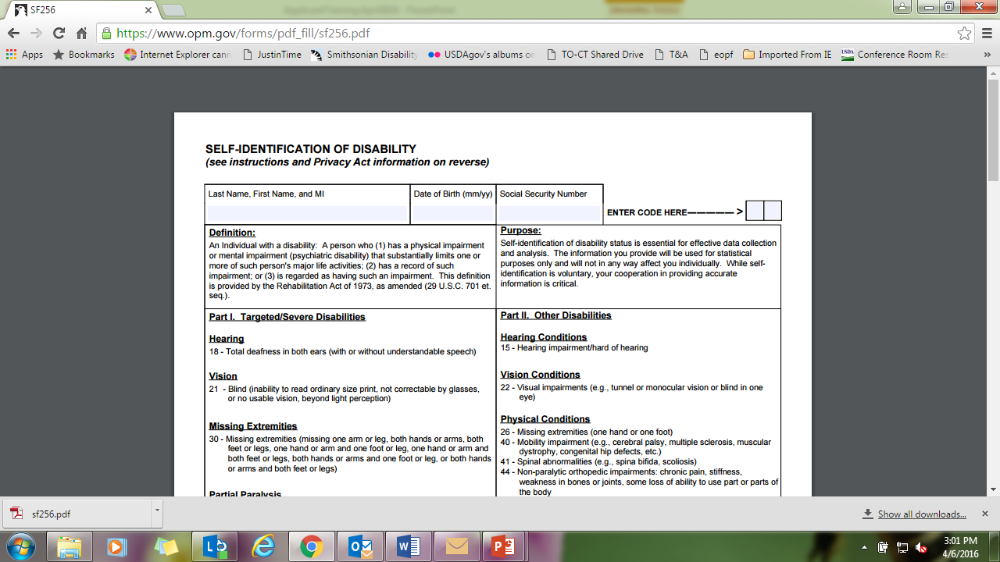 SF256
https://www.opm.gov/forms/pdf_fill/sf256.pdf
Apps Bookmarks Internet Explorer cann JustinTime Smithsonian Disability USDAgov's albums on TO-CT Shared Drive T&A eopf Imported From IE Conference Room Re
SELF-IDENTIFICATION OF DISABILITY
(see instructions and Privacy Act information on reverse)
Last Name, First Name, and MI
Date of Birth (mm/yy)
Social Security Number
ENTER CODE HERE————— >
Definition:
An Individual with a disability: A person who (1) has a physical impairment
or mental impairment (psychiatric disability) that substantially limits one or
more of such person's major life activities; (2) has a record of such
impairment; or (3) is regarded as having such an impairment. This definition
is provided by the Rehabilitation Act of 1973, as amended (29 U.S.C. 701 et.
seq.).
Purpose:
Self-identification of disability status is essential for effective data collection
and analysis. The information you provide will be used for statistical
purposes only and will not in any way affect you individually. While self-
identification is voluntary, your cooperation in providing accurate
information is critical.
Part I. Targeted/Severe Disabilities
Hearing
18 - Total deafness in both ears (with or without understandable speech)
Vision
21 - Blind (inability to read ordinary size print, not correctable by glasses,
or no usable vision, beyond light perception)
Missing Extremities
30 - Missing extremities (missing one arm or leg, both hands or arms, both
feet or legs, one hand or arm and one foot or leg, one hand or arm and
both feet or legs, both hands or arms and one foot or leg, or both hands
or arms and both feet or legs)
Partial Paralysis
Part II. Other Disabilities
Hearing Conditions
15 - Hearing impairment/hard of hearing
Vision Conditions
22 - Visual impairments (e.g., tunnel or monocular vision or blind in one
eye)
Physical Conditions
26 - Missing extremities (one hand or one foot)
40 - Mobility impairment (e.g., cerebral palsy, multiple sclerosis, muscular
dystrophy, congenital hip defects, etc.)
41 - Spinal abnormalities (e.g., spina bifida, scoliosis)
44 - Non-paralytic orthopedic impairments: chronic pain, stiffness,
weakness in bones or joints, some loss of ability to use part or parts of
the body
sf256.pdf
Show all downloads...
3:01 PM
4/6/2016